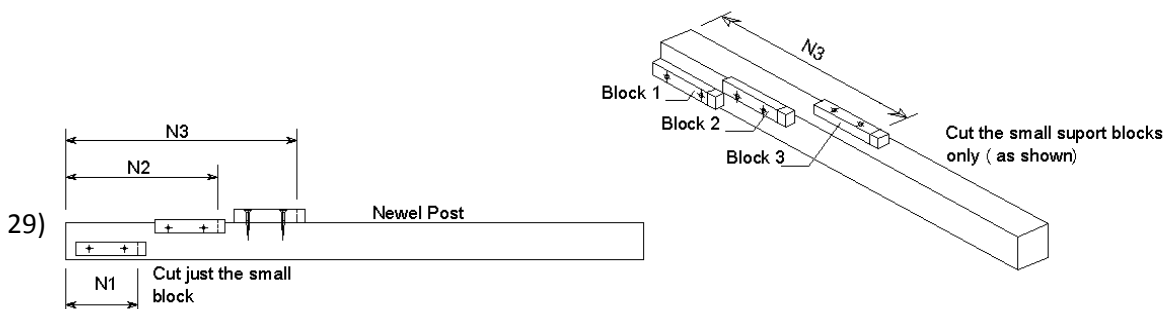 29)
N3
N2
Newel Post
N1
Cut just the small
block
N3
Block 1
Block 2
Block 3
Cut the small suport blocks
only ( as shown)